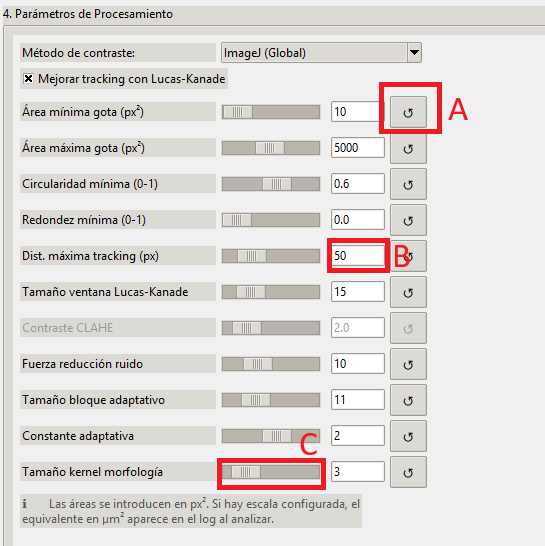 4. Parámetros de Procesamiento
Método de contraste: ImageJ (Global)
Mejorar tracking con Lucas-Kanade
Área mínima gota (px²) 10 ↺ A
Área máxima gota (px²) 5000 ↺
Circularidad mínima (0-1) 0.6 ↺
Redondez mínima (0-1) 0.0 ↺
Dist. máxima tracking (px) 50 B ↺
Tamaño ventana Lucas-Kanade 15 ↺
Contraste CLAHE 2.0 ↺
Fuerza reducción ruido 10 ↺
Tamaño bloque adaptativo 11 ↺
Constante adaptativa 2 ↺
C
Tamaño kernel morfología 3 ↺
ℹ Las áreas se introducen en px². Si hay escala configurada, el
equivalente en µm² aparece en el log al analizar.